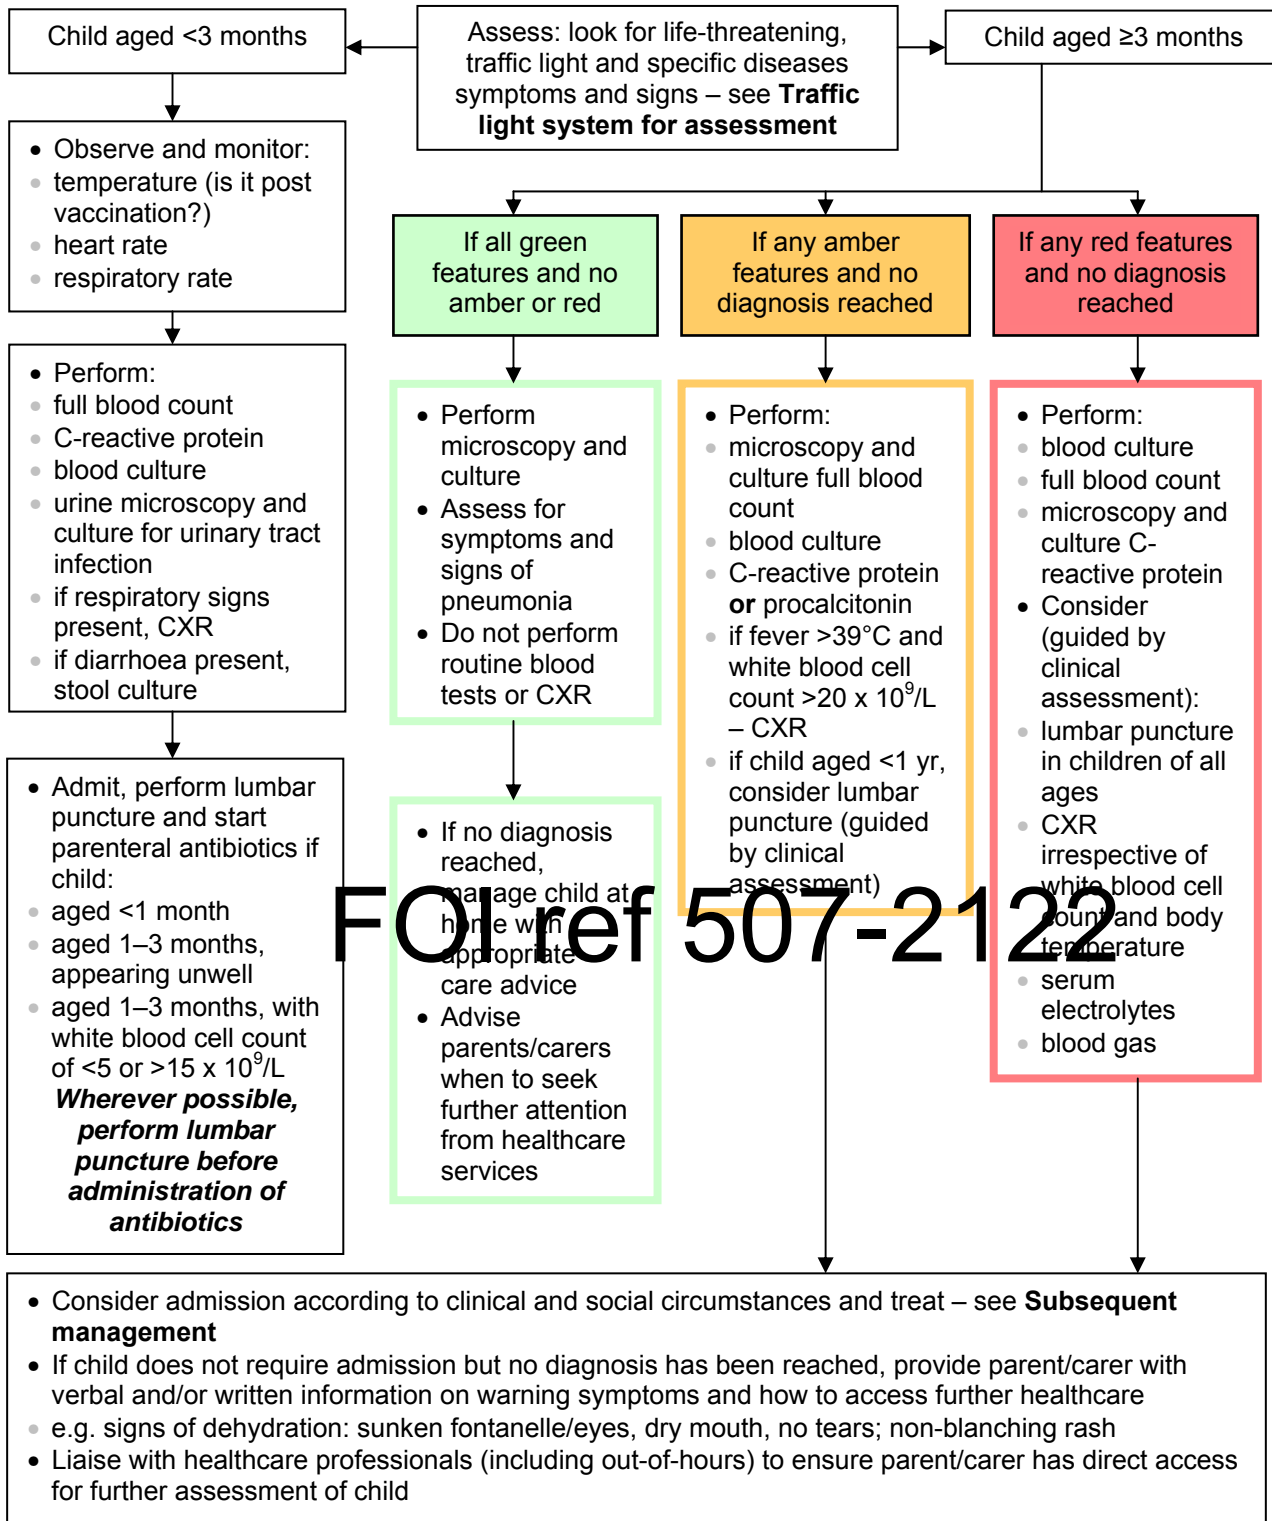 Child aged <3 months
Assess: look for life-threatening,
traffic light and specific diseases
symptoms and signs – see Traffic
light system for assessment
Child aged ≥3 months
• Observe and monitor:
• temperature (is it post
vaccination?)
• heart rate
• respiratory rate
• Perform:
• full blood count
• C-reactive protein
• blood culture
• urine microscopy and
culture for urinary tract
infection
• if respiratory signs
present, CXR
• if diarrhoea present,
stool culture
• Admit, perform lumbar
puncture and start
parenteral antibiotics if
child:
• aged <1 month
• aged 1–3 months,
appearing unwell
• aged 1–3 months, with
white blood cell count
of <5 or >15 x 10⁹/L
Wherever possible,
perform lumbar
puncture before
administration of
antibiotics
If all green
features and no
amber or red
• Perform
microscopy and
culture
• Assess for
symptoms and
signs of
pneumonia
• Do not perform
routine blood
tests or CXR
• If no diagnosis
reached,
manage child at
home with
appropriate
care advice
• Advise
parents/carers
when to seek
further attention
from healthcare
services
If any amber
features and no
diagnosis reached
• Perform:
• microscopy and
culture full blood
count
• blood culture
• C-reactive protein
or procalcitonin
• if fever >39°C and
white blood cell
count >20 x 10⁹/L
– CXR
• if child aged <1 yr,
consider lumbar
puncture (guided
by clinical
assessment)
If any red features
and no diagnosis
reached
• Perform:
• blood culture
• full blood count
• microscopy and
culture C-
reactive protein
• Consider
(guided by
clinical
assessment):
• lumbar puncture
in children of all
ages
• CXR
irrespective of
white blood cell
count and body
temperature
• serum
electrolytes
• blood gas
FOI ref 507-2122
• Consider admission according to clinical and social circumstances and treat – see Subsequent
management
• If child does not require admission but no diagnosis has been reached, provide parent/carer with
verbal and/or written information on warning symptoms and how to access further healthcare
• e.g. signs of dehydration: sunken fontanelle/eyes, dry mouth, no tears; non-blanching rash
• Liaise with healthcare professionals (including out-of-hours) to ensure parent/carer has direct access
for further assessment of child